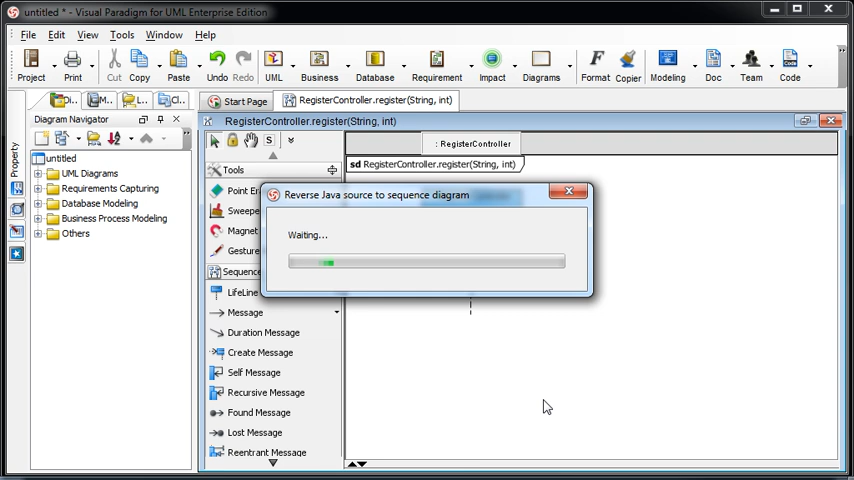 untitled * - Visual Paradigm for UML Enterprise Edition
File Edit View Tools Window Help
Project Print Cut Copy Paste Undo Redo UML Business Database Requirement Impact Diagrams Format Copier Modeling Doc Team Code
Di.. M.. L.. Cl.. Start Page RegisterController.register(String, int)
Diagram Navigator
RegisterController.register(String, int)
Property
untitled
UML Diagrams
Requirements Capturing
Database Modeling
Business Process Modeling
Others
Tools
Point Er
Sweepe
Magnet
Gesture
Sequenc
LifeLine
Message
Duration Message
Create Message
Self Message
Recursive Message
Found Message
Lost Message
Reentrant Message
: RegisterController
sd RegisterController.register(String, int)
Reverse Java source to sequence diagram
Waiting...